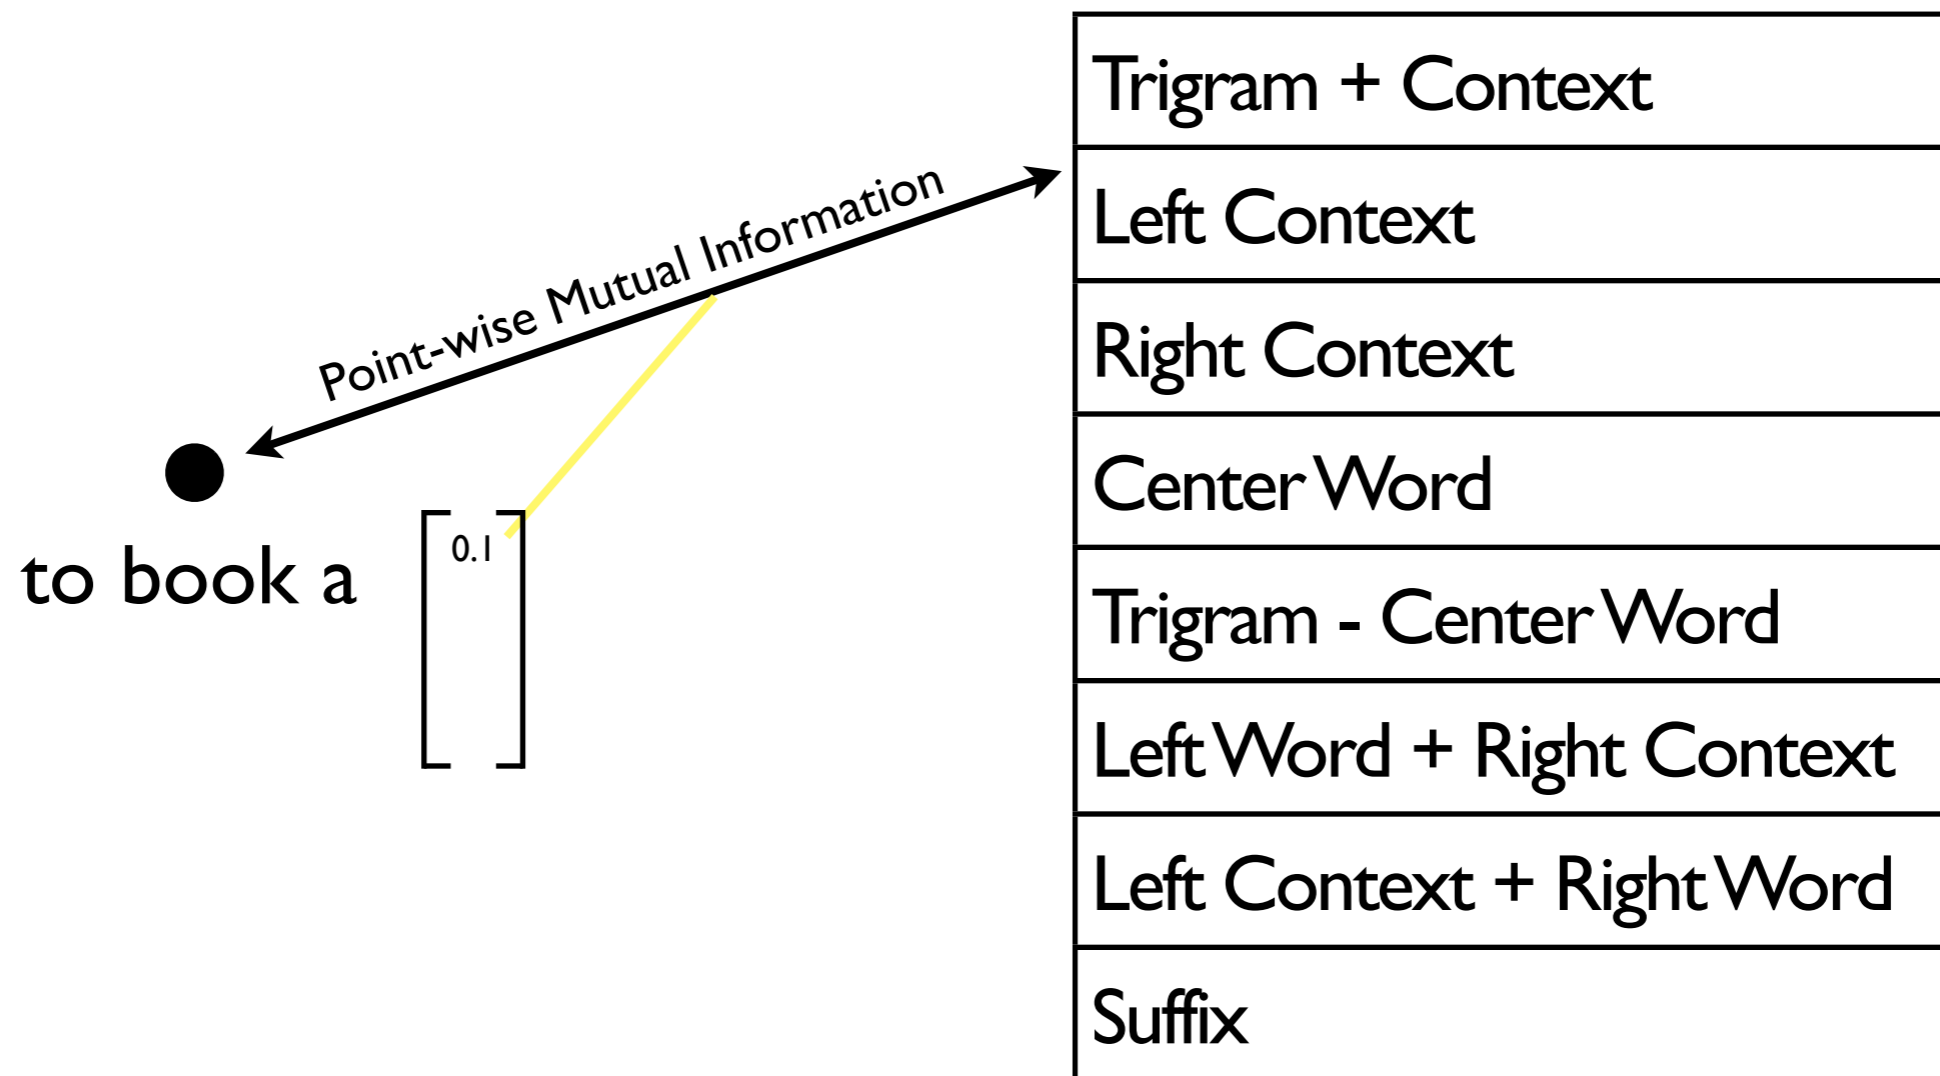 Trigram + Context
Left Context
Point-wise Mutual Information
Right Context
Center Word
0.1
to book a
Trigram - Center Word
Left Word + Right Context
Left Context + Right Word
Suffix